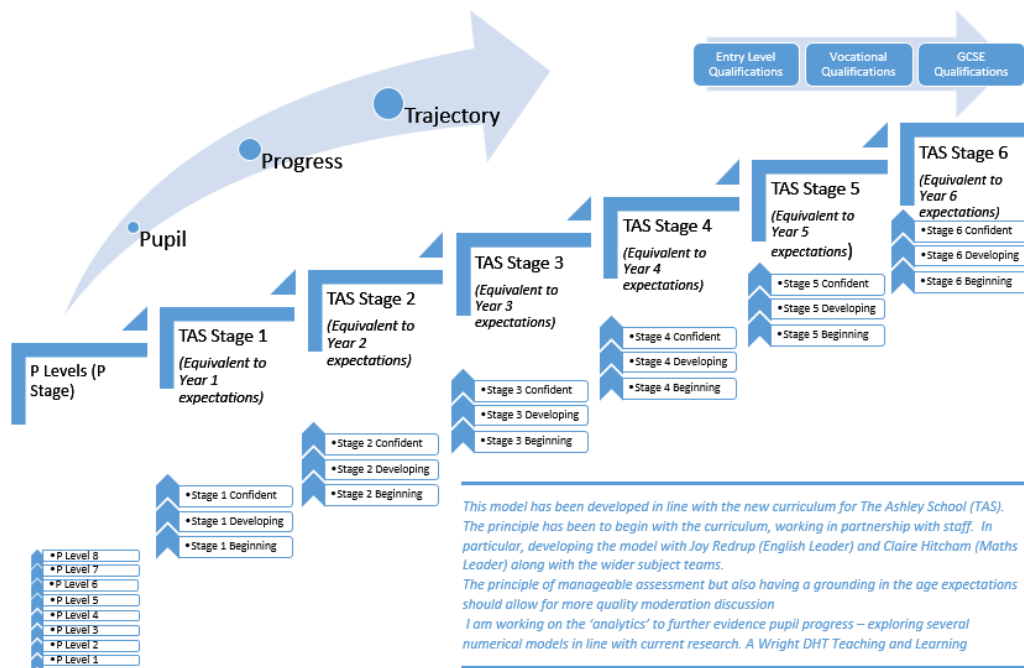 Entry Level
Qualifications
Vocational
Qualifications
GCSE
Qualifications
Trajectory
Progress
Pupil
TAS Stage 6
(Equivalent to
Year 6
expectations)
•Stage 6 Confident
•Stage 6 Developing
•Stage 6 Beginning
TAS Stage 5
(Equivalent to
Year 5
expectations)
•Stage 5 Confident
•Stage 5 Developing
•Stage 5 Beginning
TAS Stage 4
(Equivalent to
Year 4
expectations)
•Stage 4 Confident
•Stage 4 Developing
•Stage 4 Beginning
TAS Stage 3
(Equivalent to
Year 3
expectations)
•Stage 3 Confident
•Stage 3 Developing
•Stage 3 Beginning
TAS Stage 2
(Equivalent to
Year 2
expectations)
•Stage 2 Confident
•Stage 2 Developing
•Stage 2 Beginning
TAS Stage 1
(Equivalent to
Year 1
expectations)
•Stage 1 Confident
•Stage 1 Developing
•Stage 1 Beginning
P Levels (P
Stage)
•P Level 8
•P Level 7
•P Level 6
•P Level 5
•P Level 4
•P Level 3
•P Level 2
•P Level 1
This model has been developed in line with the new curriculum for The Ashley School (TAS).
The principle has been to begin with the curriculum, working in partnership with staff. In
particular, developing the model with Joy Redrup (English Leader) and Claire Hitcham (Maths
Leader) along with the wider subject teams.
The principle of manageable assessment but also having a grounding in the age expectations
should allow for more quality moderation discussion
I am working on the ‘analytics’ to further evidence pupil progress – exploring several
numerical models in line with current research. A Wright DHT Teaching and Learning